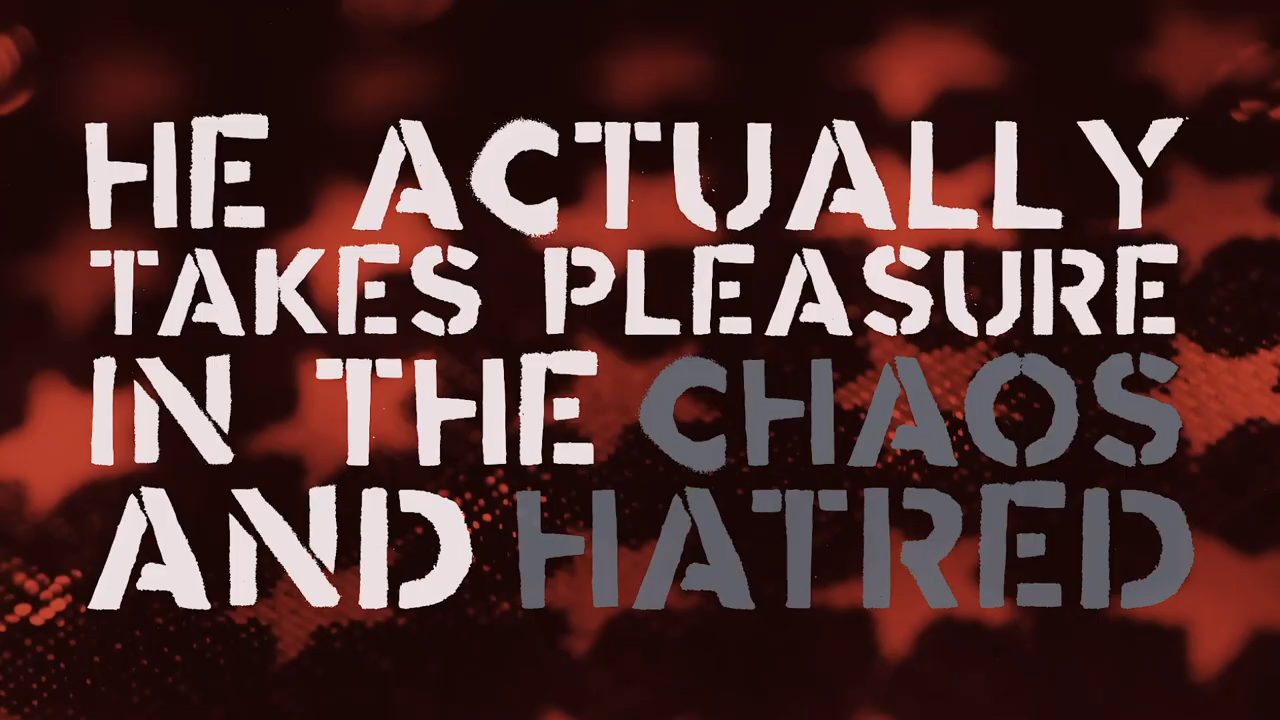 HE ACTUALLY
TAKES PLEASURE
IN THE CHAOS
AND HATRED